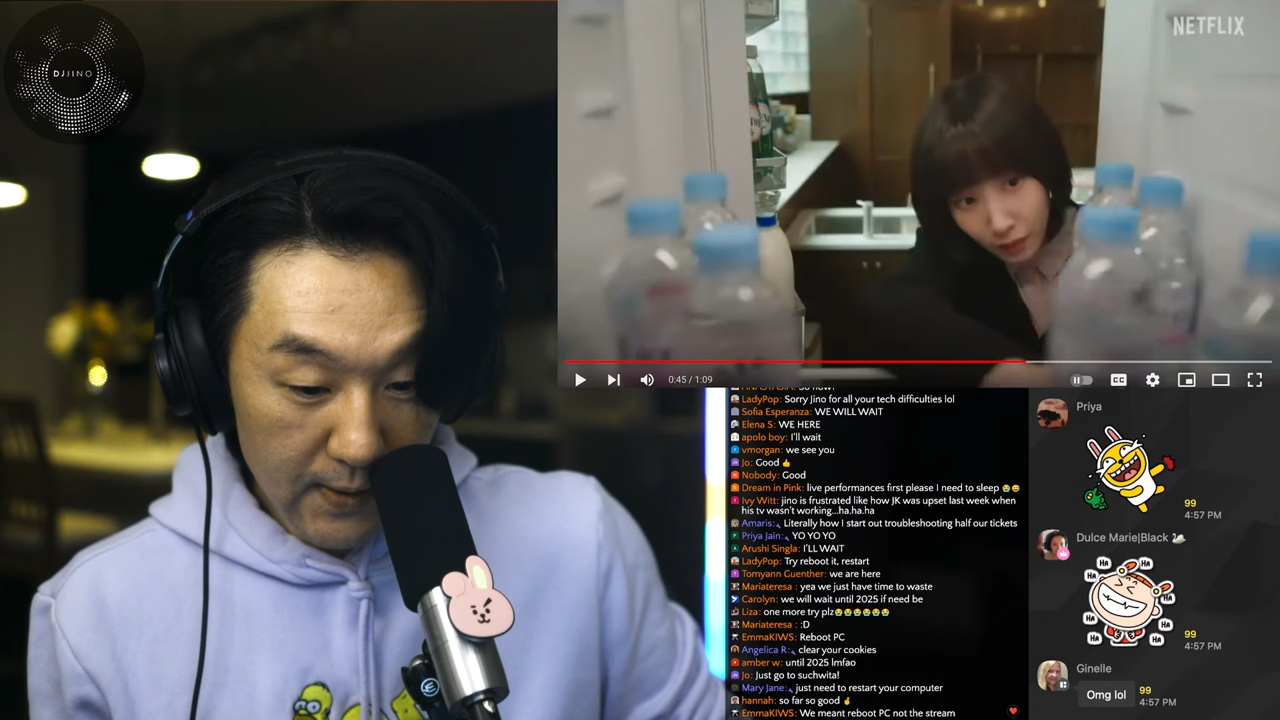 DJJINO
NETFLIX
0:45 / 1:09
CC
LadyPop: Sorry Jino for all your tech difficulties lol
Sofia Esperanza: WE WILL WAIT
Elena S: WE HERE
apolo boy: I'll wait
vmorgan: we see you
Jo: Good 👍
Nobody: Good
Dream in Pink: live performances first please I need to sleep 😭😅
Ivy Witt: jino is frustrated like how JK was upset last week when
his tv wasn't working...ha.ha.ha
Amaris: Literally how I start out troubleshooting half our tickets
Priya Jain: YO YO YO
Arushi Singla: I'LL WAIT
LadyPop: Try reboot it, restart
Tomyann Guenther: we are here
Mariateresa : yea we just have time to waste
Carolyn: we will wait until 2025 if need be
Liza: one more try plz😭😭😭😭😭😭
Mariateresa : :D
EmmaKIWS: Reboot PC
Angelica R: clear your cookies
amber w: until 2025 lmfao
Jo: Just go to suchwita!
Mary Jane: just need to restart your computer
hannah: so far so good ✌
EmmaKIWS: We meant reboot PC not the stream
Priya
99
4:57 PM
Dulce Marie|Black 🦢
HA HA
HA HA
HA HA
HA HA
99
4:57 PM
Ginelle
Omg lol
99
4:57 PM